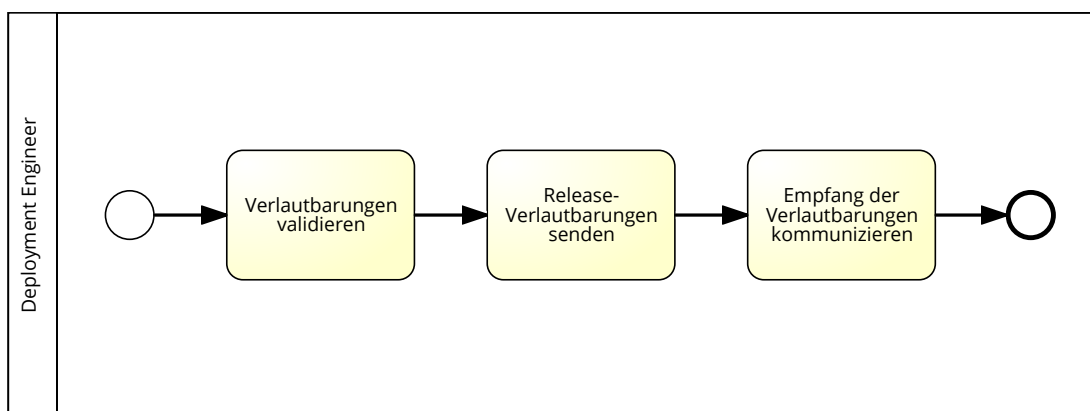 Deployment Engineer
Verlautbarungen
validieren
Release-
Verlautbarungen
senden
Empfang der
Verlautbarungen
kommunizieren